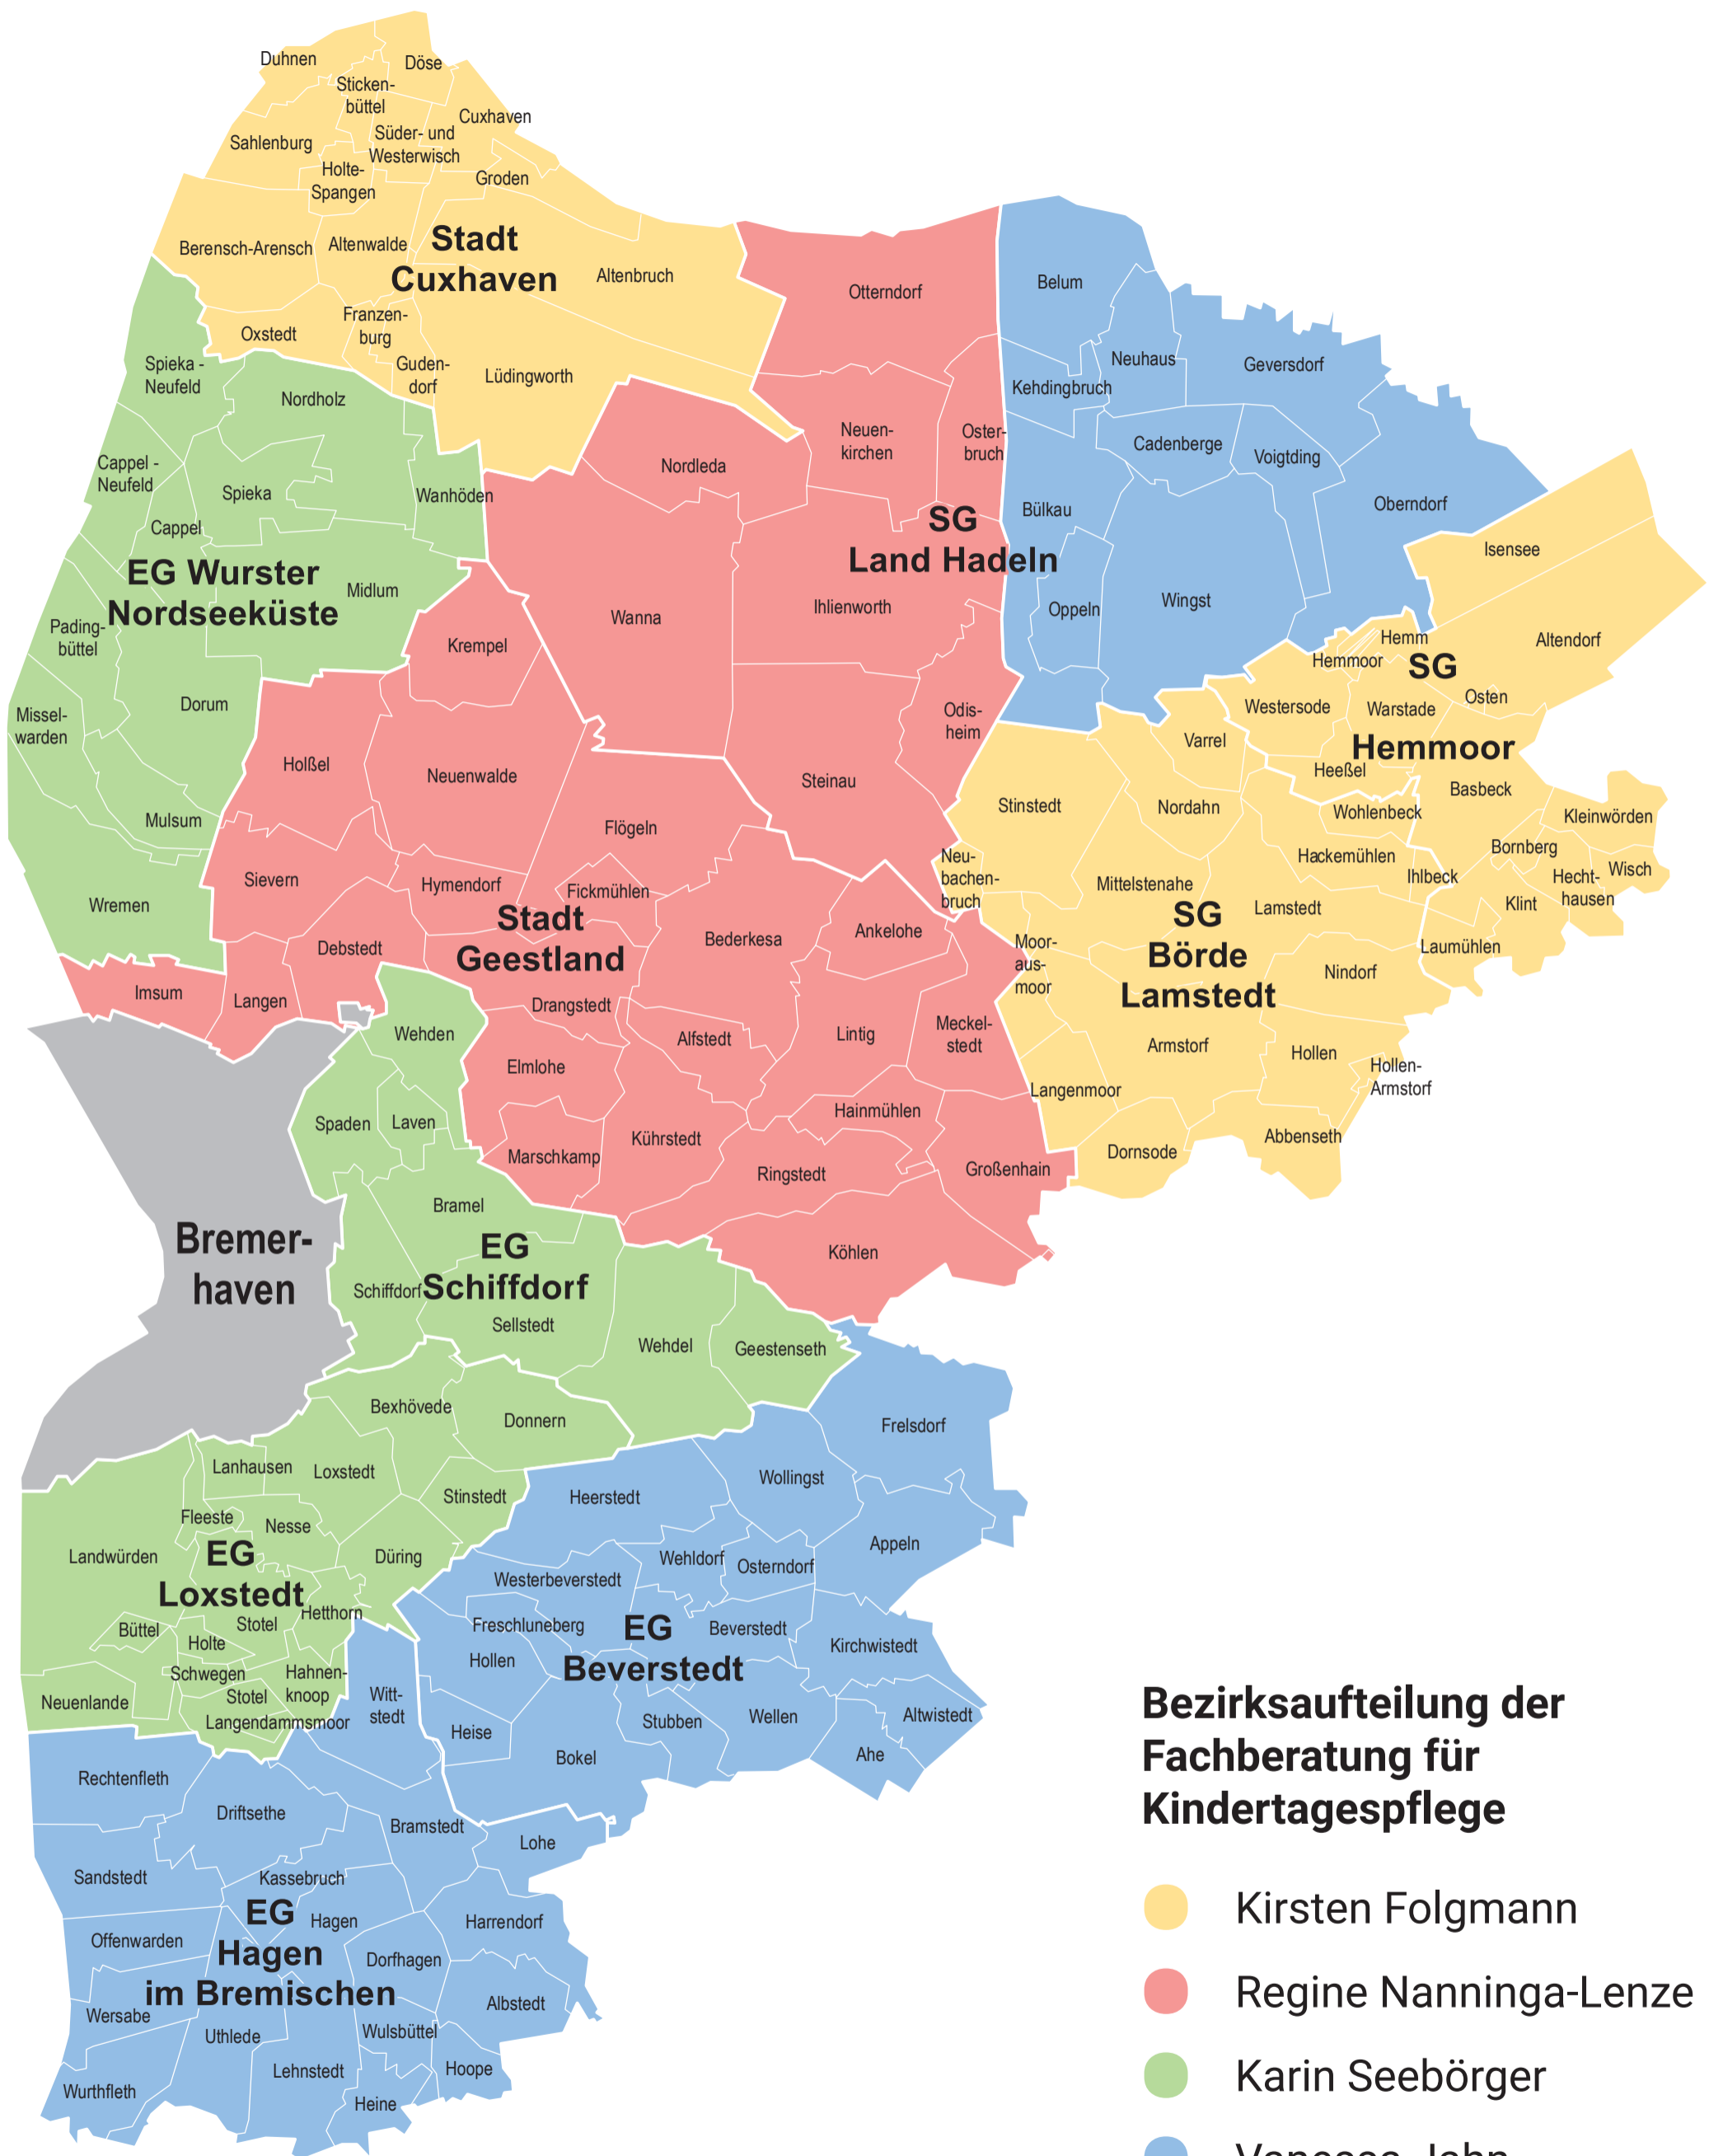 Duhnen
Döse
Sticken-
büttel
Cuxhaven
Sahlenburg
Süder- und
Westerwisch
Holte-
Spangen
Groden
Berensch-Arensch
Altenwalde
Stadt
Cuxhaven
Altenbruch
Oxstedt
Franzen-
burg
Guden-
dorf
Lüdingworth
Otterndorf
Belum
Neuhaus
Geversdorf
Kehdingbruch
Neuen-
kirchen
Oster-
bruch
Cadenberge
Voigtding
Oberndorf
Nordleda
Bülkau
SG
Land Hadeln
Oppeln
Wingst
Ihlienworth
Wanna
Odis-
heim
Steinau
Spieka -
Neufeld
Nordholz
Cappel -
Neufeld
Spieka
Wanhöden
Cappel
EG Wurster
Nordseeküste
Midlum
Pading-
büttel
Dorum
Missel-
warden
Mulsum
Wremen
Krempel
Holßel
Neuenwalde
Flögeln
Sievern
Hymendorf
Fickmühlen
Debstedt
Stadt
Geestland
Bederkesa
Ankelohe
Imsum
Langen
Drangstedt
Alfstedt
Lintig
Meckel-
stedt
Elmlohe
Hainmühlen
Marschkamp
Kührstedt
Ringstedt
Großenhain
Köhlen
Isensee
Altendorf
Hemm
Hemmoor
SG
Hemmoor
Osten
Westersode
Warstade
Varrel
Heeßel
Basbeck
Kleinwörden
Stinstedt
Nordahn
Wohlenbeck
Bornberg
Hackemühlen
Ihlbeck
Hecht-
hausen
Wisch
Neu-
bachen-
bruch
Mittelstenahe
Klint
Lamstedt
SG
Börde
Lamstedt
Laumühlen
Moor-
aus-
moor
Nindorf
Armstorf
Hollen
Hollen-
Armstorf
Langenmoor
Abbenseth
Dornsode
Wehden
Spaden
Laven
Bramel
Bremer-
haven
EG
Schiffdorf
Schiffdorf
Sellstedt
Wehdel
Geestenseth
Bexhövede
Donnern
Lanhausen
Loxstedt
Stinstedt
Fleeste
Nesse
Landwürden
EG
Loxstedt
Düring
Hetthorn
Büttel
Stotel
Holte
Schwegen
Hahnen-
knoop
Neuenlande
Stotel
Langendammsmoor
Frelsdorf
Wollingst
Heerstedt
Appeln
Wehldorf
Osterndorf
Westerbeverstedt
Freschluneberg
EG
Beverstedt
Beverstedt
Kirchwistedt
Hollen
Witt-
stedt
Heise
Stubben
Wellen
Altwistedt
Bokel
Ahe
Rechtenfleth
Driftsethe
Bramstedt
Lohe
Sandstedt
Kassebruch
EG
Hagen
im Bremischen
Hagen
Harrendorf
Offenwarden
Dorfhagen
Wersabe
Albstedt
Uthlede
Wulsbüttel
Lehnstedt
Hoope
Wurthfleth
Heine
Bezirksaufteilung der
Fachberatung für
Kindertagespflege
Kirsten Folgmann
Regine Nanninga-Lenze
Karin Seebörger